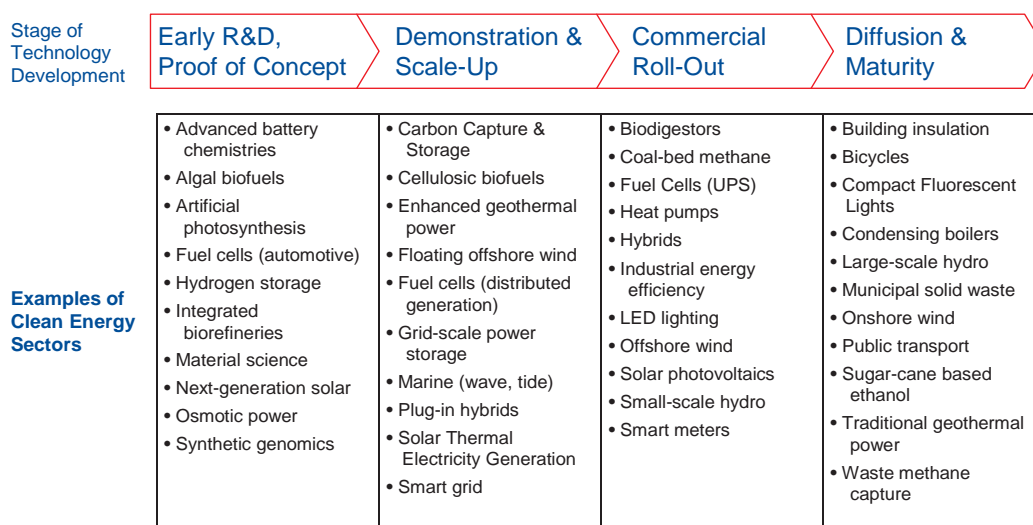 Stage of
Technology
Development
Early R&D,
Proof of Concept
Demonstration &
Scale-Up
Commercial
Roll-Out
Diffusion &
Maturity
Examples of
Clean Energy
Sectors
• Advanced battery
chemistries
• Algal biofuels
• Artificial
photosynthesis
• Fuel cells (automotive)
• Hydrogen storage
• Integrated
biorefineries
• Material science
• Next-generation solar
• Osmotic power
• Synthetic genomics
• Carbon Capture &
Storage
• Cellulosic biofuels
• Enhanced geothermal
power
• Floating offshore wind
• Fuel cells (distributed
generation)
• Grid-scale power
storage
• Marine (wave, tide)
• Plug-in hybrids
• Solar Thermal
Electricity Generation
• Smart grid
• Biodigestors
• Coal-bed methane
• Fuel Cells (UPS)
• Heat pumps
• Hybrids
• Industrial energy
efficiency
• LED lighting
• Offshore wind
• Solar photovoltaics
• Small-scale hydro
• Smart meters
• Building insulation
• Bicycles
• Compact Fluorescent
Lights
• Condensing boilers
• Large-scale hydro
• Municipal solid waste
• Onshore wind
• Public transport
• Sugar-cane based
ethanol
• Traditional geothermal
power
• Waste methane
capture